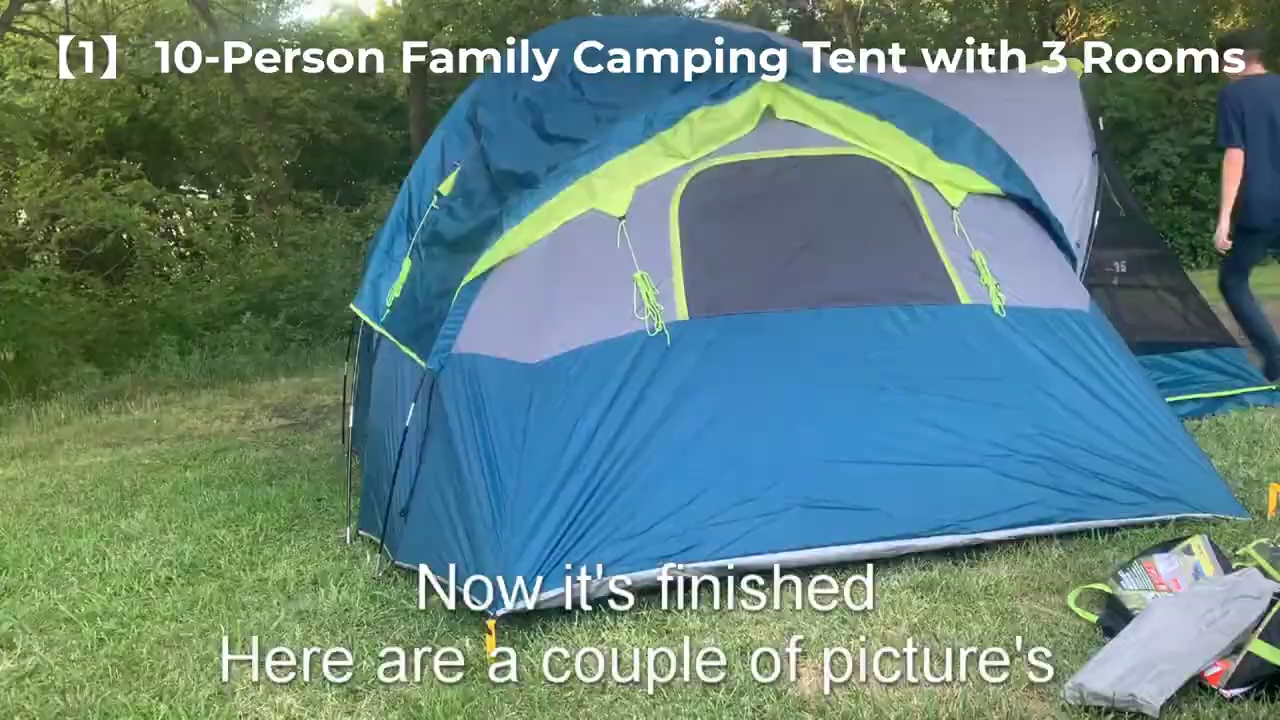 【1】 10-Person Family Camping Tent with 3 Rooms
Now it's finished
Here are a couple of picture's